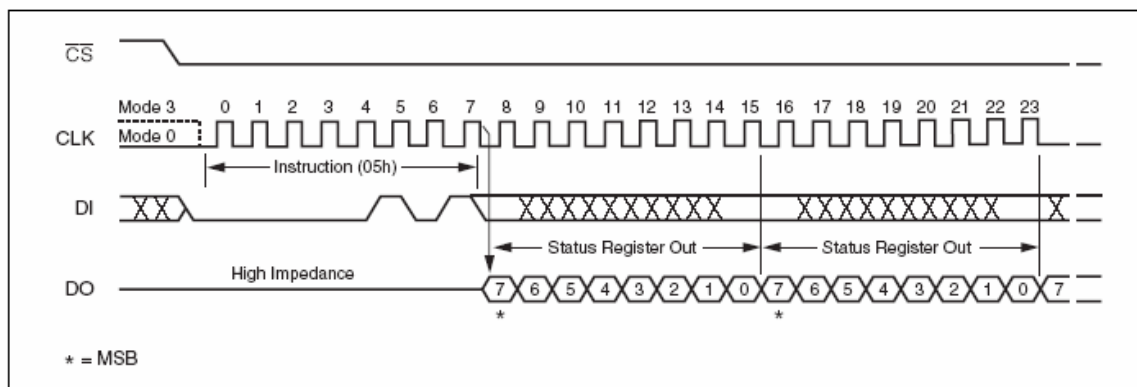 CS
Mode 3 0 1 2 3 4 5 6 7 8 9 10 11 12 13 14 15 16 17 18 19 20 21 22 23
CLK Mode 0
Instruction (05h)
DI
Status Register Out Status Register Out
High Impedance
DO 7 6 5 4 3 2 1 0 7 6 5 4 3 2 1 0 7
* *
* = MSB